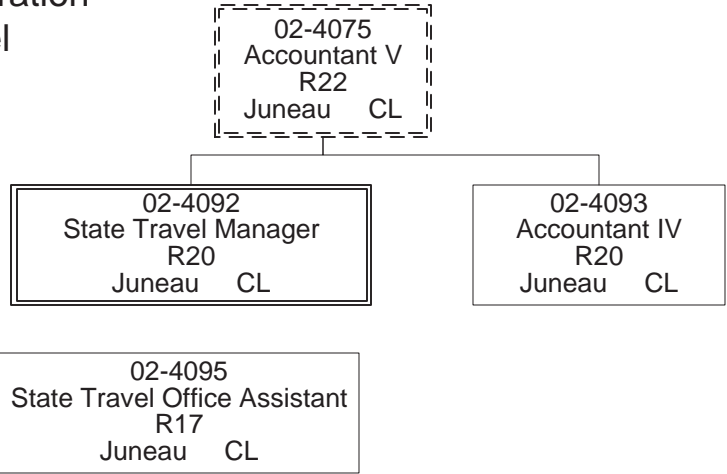 02-4075
Accountant V
R22
Juneau CL
02-4092
State Travel Manager
R20
Juneau CL
02-4093
Accountant IV
R20
Juneau CL
02-4095
State Travel Office Assistant
R17
Juneau CL